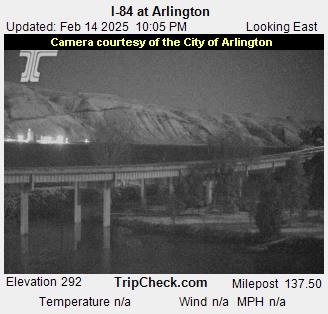 I-84 at Arlington
Updated: Feb 14 2025 10:05 PM Looking East
Camera courtesy of the City of Arlington
Elevation 292 TripCheck.com Milepost 137.50
Temperature n/a Wind n/a MPH n/a